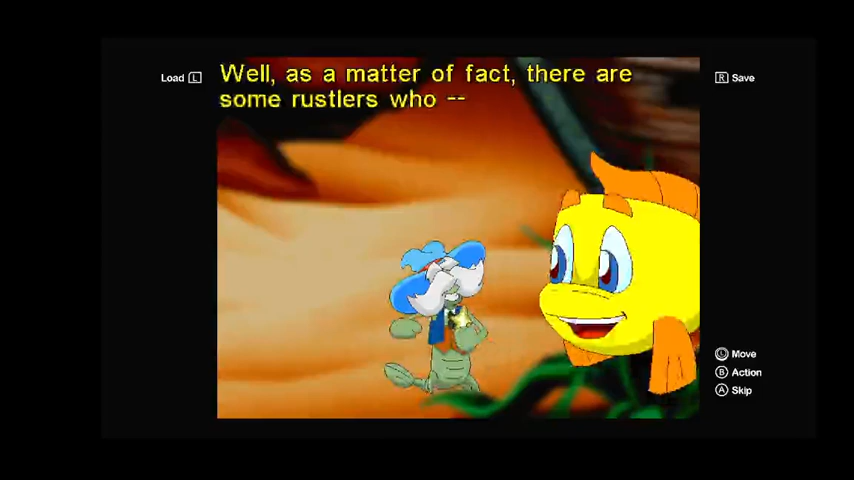 Load L
Well, as a matter of fact, there are
some rustlers who --
R Save
L Move
B Action
A Skip